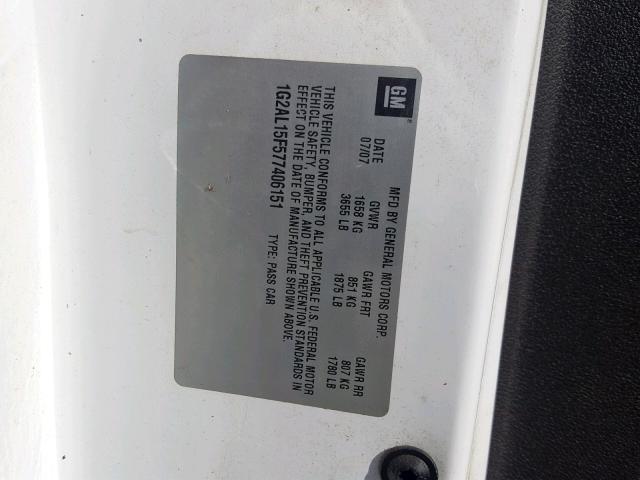 GM
MFD BY GENERAL MOTORS CORP.
DATE GVWR GAWR FRT GAWR RR
07/07 1658 KG 851 KG 807 KG
3655 LB 1875 LB 1780 LB
THIS VEHICLE CONFORMS TO ALL APPLICABLE U.S. FEDERAL MOTOR
VEHICLE SAFETY, BUMPER, AND THEFT PREVENTION STANDARDS IN
EFFECT ON THE DATE OF MANUFACTURE SHOWN ABOVE.
1G2AL15F577406151 TYPE: PASS CAR